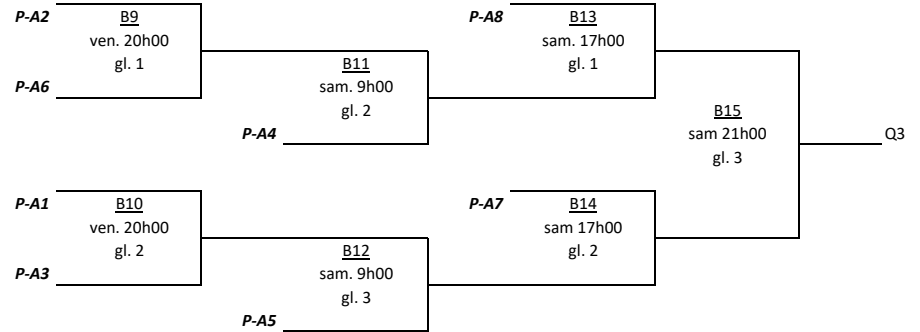 P-A2
B9
ven. 20h00
gl. 1
P-A6
B11
sam. 9h00
gl. 2
P-A4
P-A8
B13
sam. 17h00
gl. 1
B15
sam 21h00
gl. 3
Q3
P-A1
B10
ven. 20h00
gl. 2
P-A3
B12
sam. 9h00
gl. 3
P-A5
P-A7
B14
sam 17h00
gl. 2